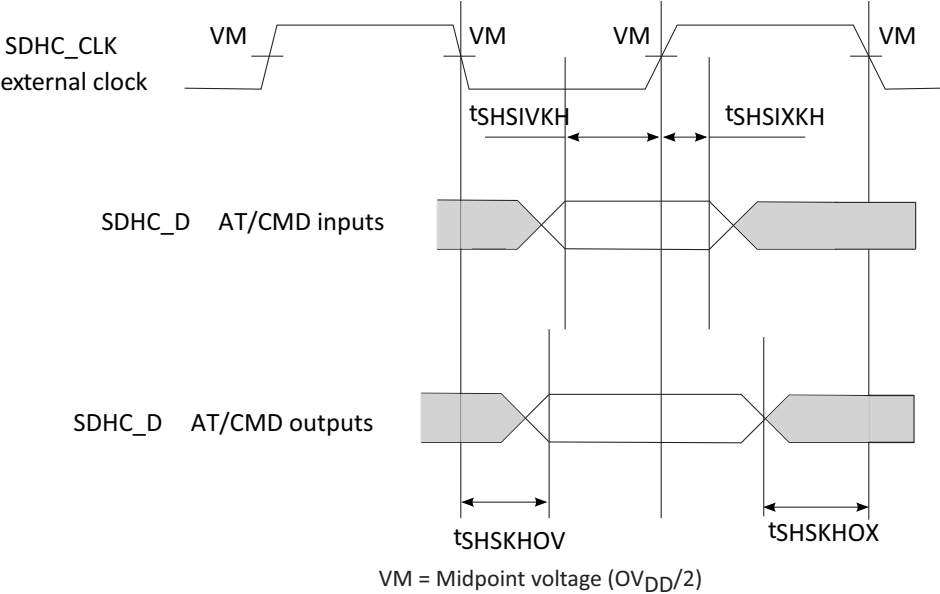 SDHC_CLK
external clock
VM
VM
VM
VM
tSHSIVKH
tSHSIXKH
SDHC_D AT/CMD inputs
SDHC_D AT/CMD outputs
tSHSKHOV
tSHSKHOX
VM = Midpoint voltage (OVDD/2)